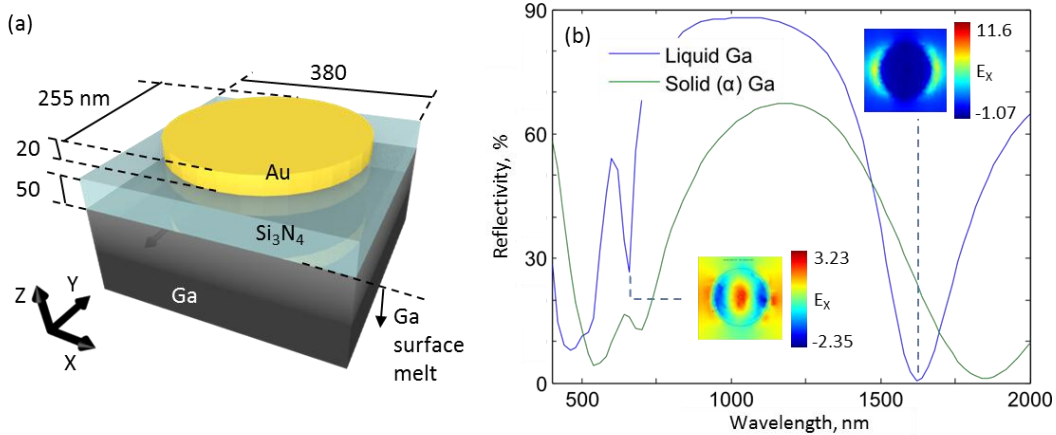 (a)
380
255 nm
20
50
Au
Si₃N₄
Ga
Ga
surface
melt
Z
Y
X
(b)
Liquid Ga
Solid (α) Ga
11.6
Eₓ
-1.07
3.23
Eₓ
-2.35
90
60
30
0
Reflectivity, %
500
1000
1500
2000
Wavelength, nm